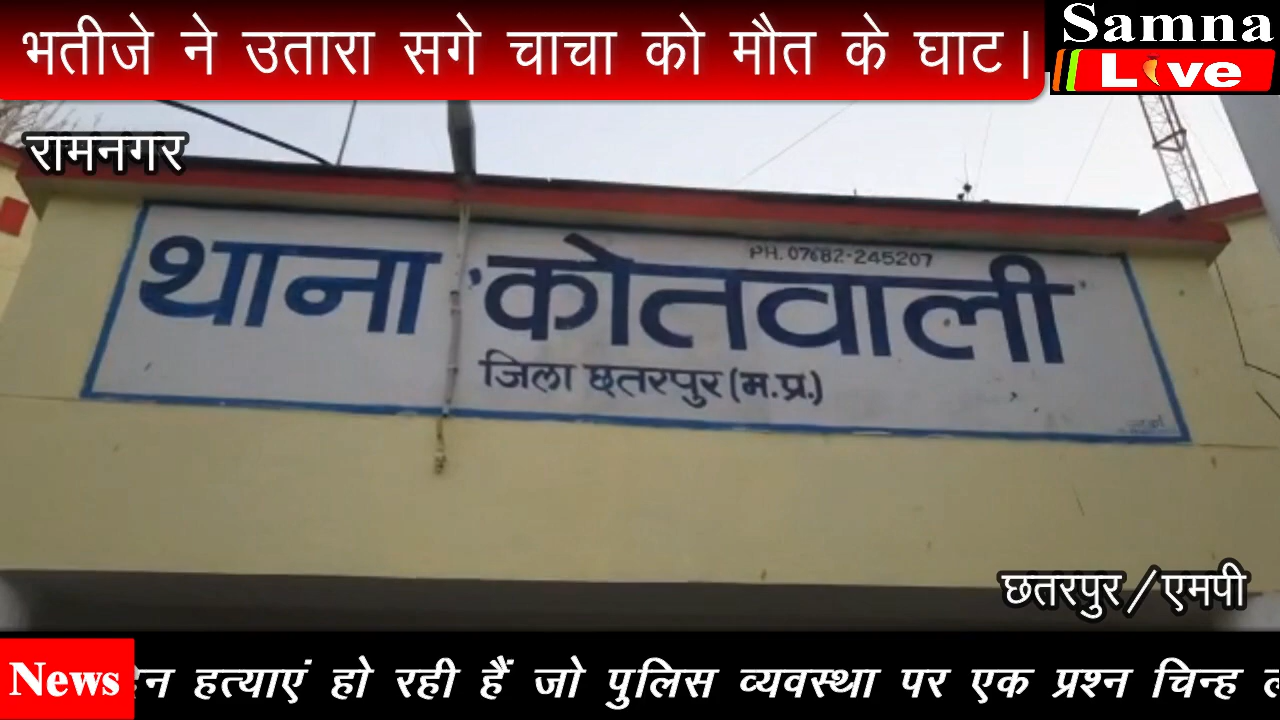 भतीजे ने उतारा सगे चाचा को मौत के घाट।
Samna
Live
रामनगर
PH. 07682-245207
थाना 'कोतवाली'
जिला छतरपुर (म.प्र.)
छतरपुर/एमपी
News
हत्याएं हो रही हैं जो पुलिस व्यवस्था पर एक प्रश्न चिन्ह